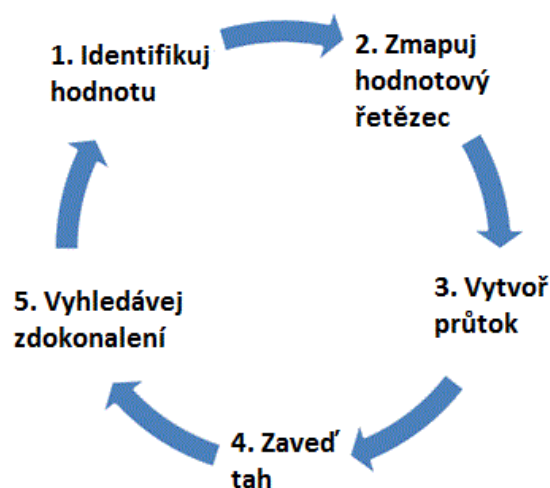 1. Identifikuj
hodnotu
2. Zmapuj
hodnotový
řetězec
3. Vytvoř
průtok
4. Zaveď
tah
5. Vyhledávej
zdokonalení